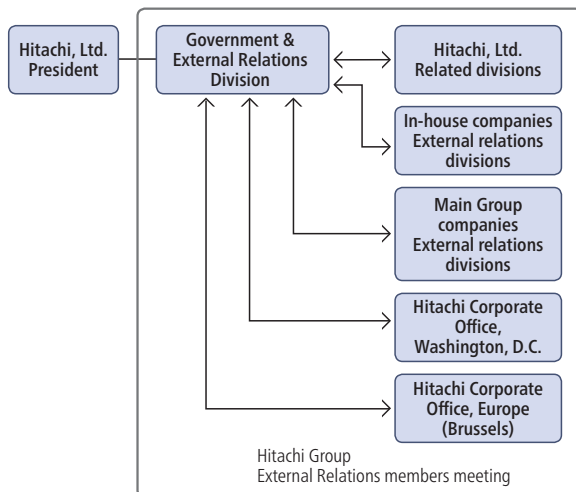 Hitachi, Ltd.
President
Government &
External Relations
Division
Hitachi, Ltd.
Related divisions
In-house companies
External relations
divisions
Main Group
companies
External relations
divisions
Hitachi Corporate
Office,
Washington, D.C.
Hitachi Corporate
Office, Europe
(Brussels)
Hitachi Group
External Relations members meeting